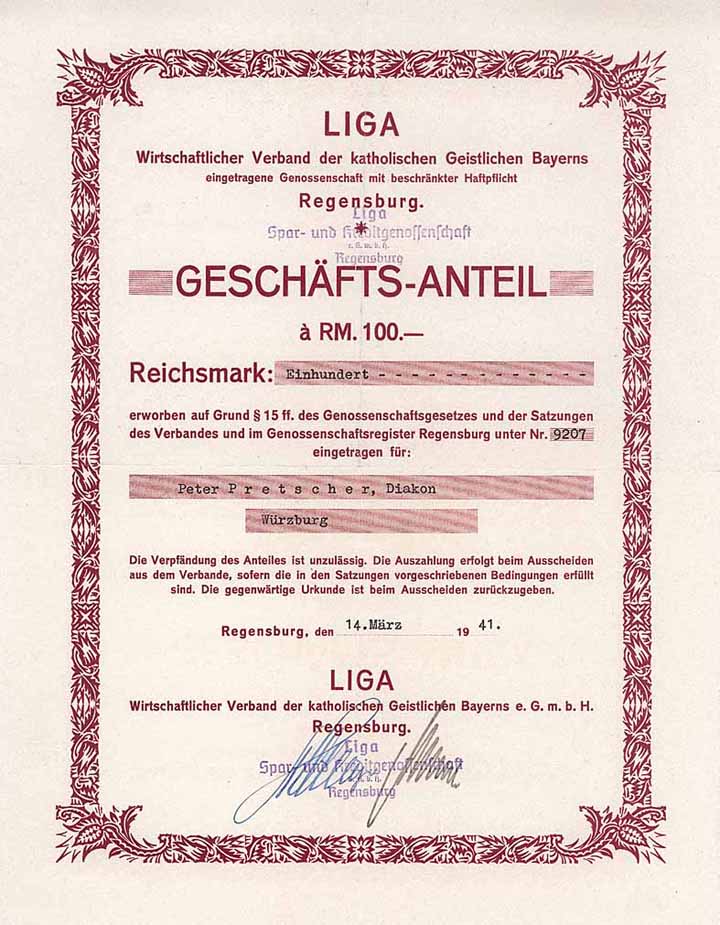 LIGA
Wirtschaftlicher Verband der katholischen Geistlichen Bayerns
eingetragene Genossenschaft mit beschränkter Haftpflicht
Regensburg.
Liga
Spar- und Kreditgenossenschaft
e. G. m. b. H.
Regensburg
GESCHÄFTS-ANTEIL
à RM. 100.—
Reichsmark: Einhundert - - - - - - - - - - - - -
erworben auf Grund § 15 ff. des Genossenschaftsgesetzes und der Satzungen
des Verbandes und im Genossenschaftsregister Regensburg unter Nr. 9207
eingetragen für:
Peter Pretscher, Diakon
Würzburg
Die Verpfändung des Anteiles ist unzulässig. Die Auszahlung erfolgt beim Ausscheiden
aus dem Verbande, sofern die in den Satzungen vorgeschriebenen Bedingungen erfüllt
sind. Die gegenwärtige Urkunde ist beim Ausscheiden zurückzugeben.
Regensburg, den 14.März 19 41.
LIGA
Wirtschaftlicher Verband der katholischen Geistlichen Bayerns e. G. m. b. H.
Regensburg.
Liga
Spar- und Kreditgenossenschaft
e. G. m. b. H.
Regensburg